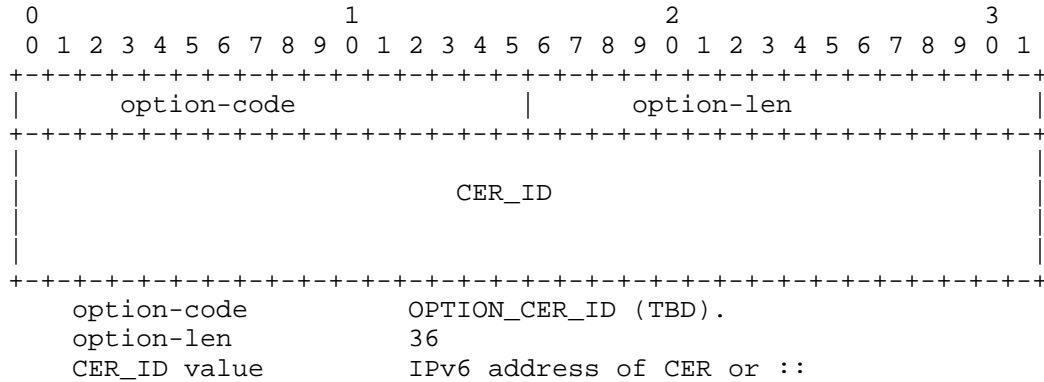 0                   1                   2                   3
 0 1 2 3 4 5 6 7 8 9 0 1 2 3 4 5 6 7 8 9 0 1 2 3 4 5 6 7 8 9 0 1
+-+-+-+-+-+-+-+-+-+-+-+-+-+-+-+-+-+-+-+-+-+-+-+-+-+-+-+-+-+-+-+-+
|      option-code              |      option-len               |
+-+-+-+-+-+-+-+-+-+-+-+-+-+-+-+-+-+-+-+-+-+-+-+-+-+-+-+-+-+-+-+-+
|                                                               |
|                           CER_ID                              |
|                                                               |
|                                                               |
+-+-+-+-+-+-+-+-+-+-+-+-+-+-+-+-+-+-+-+-+-+-+-+-+-+-+-+-+-+-+-+-+
    option-code          OPTION_CER_ID (TBD).
    option-len           36
    CER_ID value         IPv6 address of CER or ::